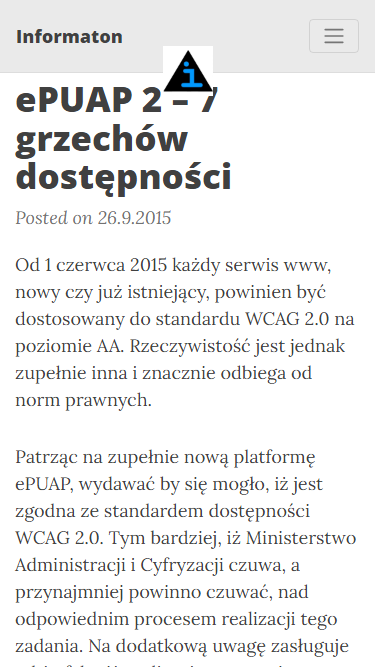 Informaton
i
ePUAP 2 – 7
grzechów
dostępności
Posted on 26.9.2015
Od 1 czerwca 2015 każdy serwis www,
nowy czy już istniejący, powinien być
dostosowany do standardu WCAG 2.0 na
poziomie AA. Rzeczywistość jest jednak
zupełnie inna i znacznie odbiega od
norm prawnych.
Patrząc na zupełnie nową platformę
ePUAP, wydawać by się mogło, iż jest
zgodna ze standardem dostępności
WCAG 2.0. Tym bardziej, iż Ministerstwo
Administracji i Cyfryzacji czuwa, a
przynajmniej powinno czuwać, nad
odpowiednim procesem realizacji tego
zadania. Na dodatkową uwagę zasługuje